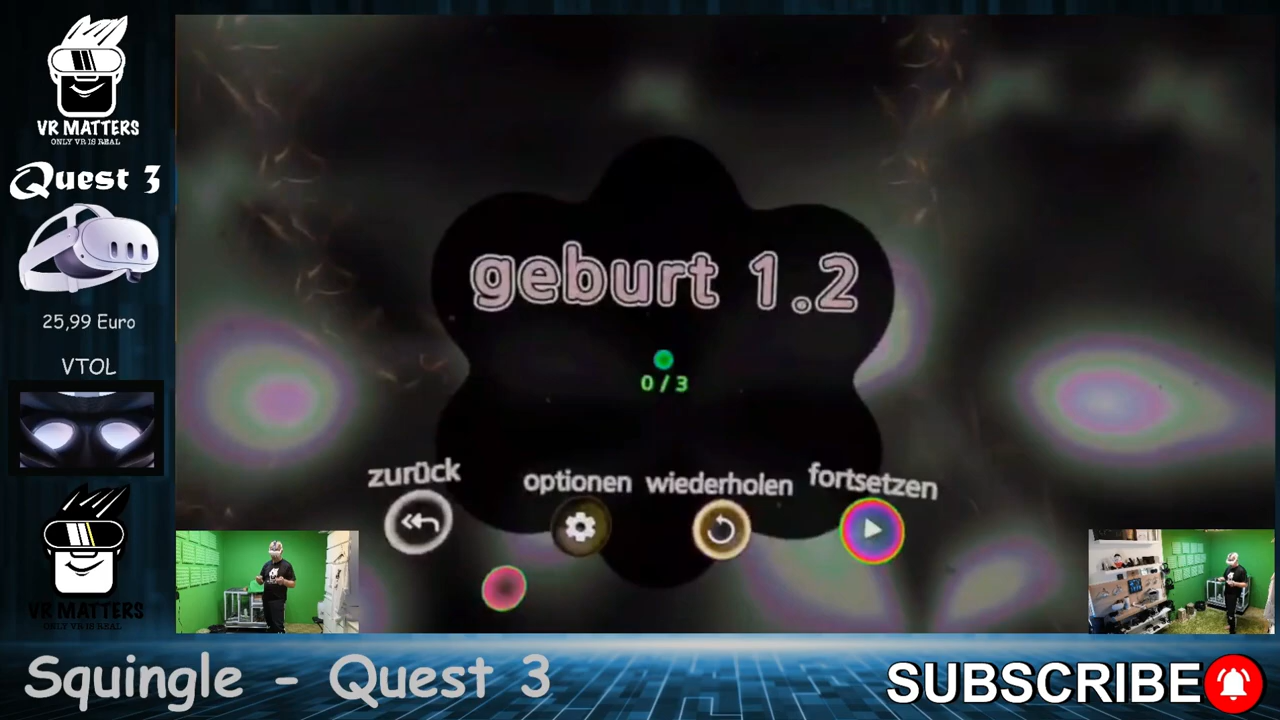 VR MATTERS
ONLY VR IS REAL
Quest 3
25,99 Euro
VTOL
VR MATTERS
ONLY VR IS REAL
geburt 1.2
0 / 3
zurück
optionen
wiederholen
fortsetzen
Squingle - Quest 3
SUBSCRIBE